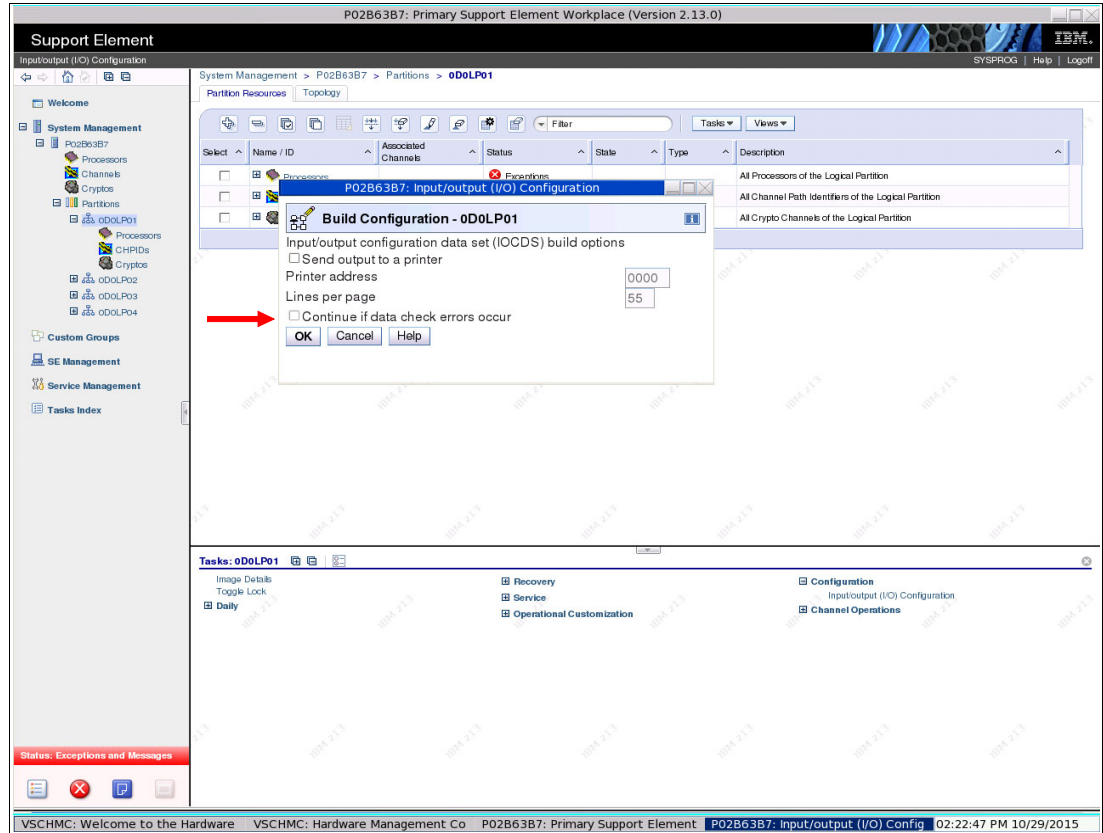 P02B63B7: Primary Support Element Workplace (Version 2.13.0)
Support Element
IBM.
Input/output (I/O) Configuration
SYSPROG | Help | Logoff
System Management > P02B63B7 > Partitions > 0D0LP01
Partition Resources Topology
Welcome
System Management
P02B63B7
Processors
Channels
Cryptos
Partitions
0D0LP01
Processors
CHPIDs
Cryptos
0D0LP02
0D0LP03
0D0LP04
Custom Groups
SE Management
Service Management
Tasks Index
Filter Tasks Views
Select Name / ID Associated Channels Status State Type Description
Processors Exceptions All Processors of the Logical Partition
All Channel Path Identifiers of the Logical Partition
All Crypto Channels of the Logical Partition
P02B63B7: Input/output (I/O) Configuration
Build Configuration - 0D0LP01
Input/output configuration data set (IOCDS) build options
Send output to a printer
Printer address 0000
Lines per page 55
Continue if data check errors occur
OK Cancel Help
IBM 213
Tasks: 0D0LP01
Image Details
Toggle Lock
Daily
Recovery
Service
Operational Customization
Configuration
Input/output (I/O) Configuration
Channel Operations
Status: Exceptions and Messages
VSCHMC: Welcome to the Hardware VSCHMC: Hardware Management Co P02B63B7: Primary Support Element P02B63B7: Input/output (I/O) Config 02:22:47 PM 10/29/2015